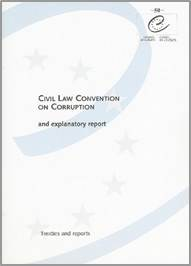 CIVIL LAW CONVENTION
ON CORRUPTION
and explanatory report
Treaties and reports